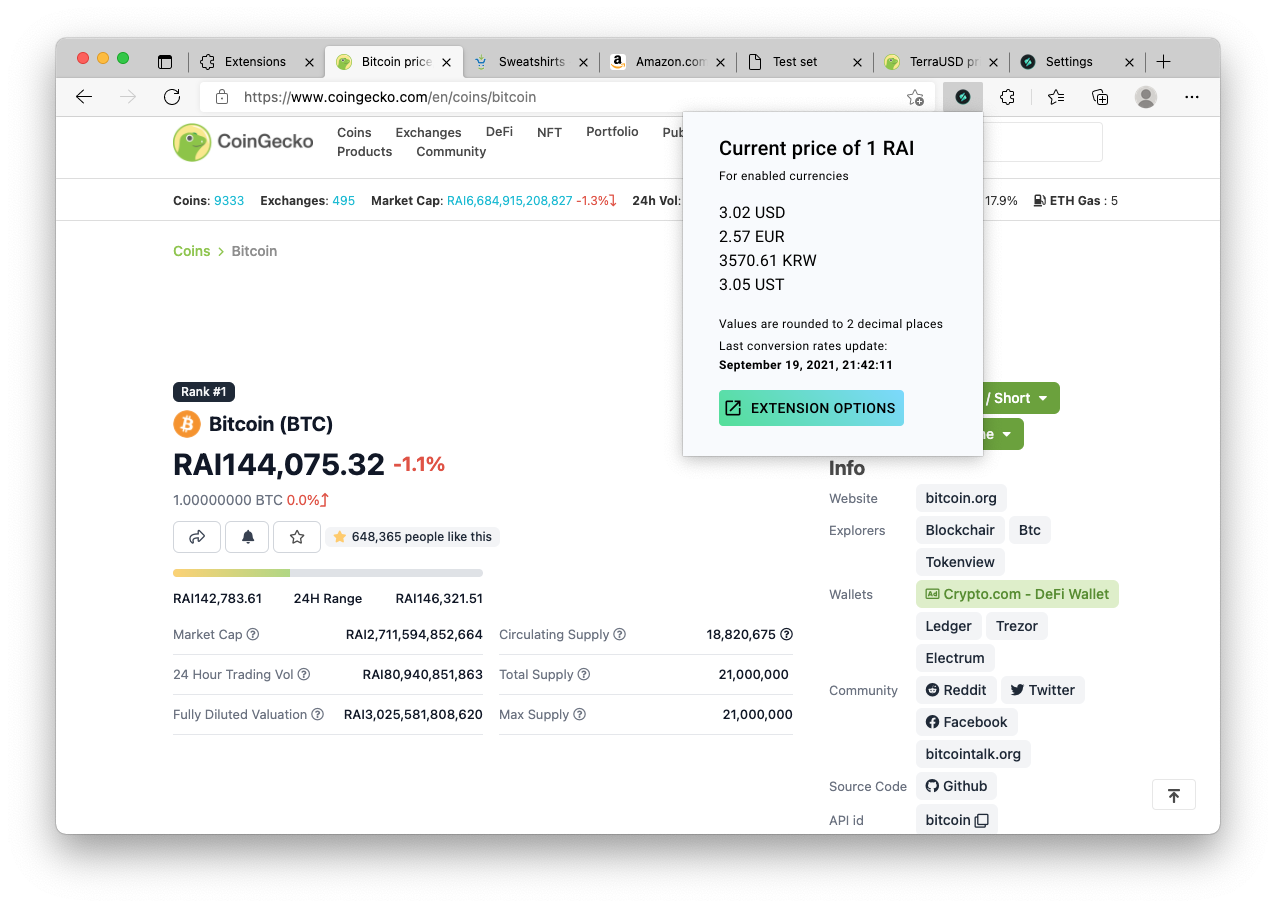 Extensions
Bitcoin price
Sweatshirts
Amazon.com
Test set
TerraUSD pr
Settings
https://www.coingecko.com/en/coins/bitcoin
CoinGecko
Coins Exchanges DeFi NFT Portfolio Pub
Products Community
Coins: 9333 Exchanges: 495 Market Cap: RAI6,684,915,208,827 -1.3% 24h Vol: 17.9% ETH Gas : 5
Coins > Bitcoin
Current price of 1 RAI
For enabled currencies
3.02 USD
2.57 EUR
3570.61 KRW
3.05 UST
Values are rounded to 2 decimal places
Last conversion rates update:
September 19, 2021, 21:42:11
EXTENSION OPTIONS
/ Short
Rank #1
Bitcoin (BTC)
RAI144,075.32 -1.1%
1.00000000 BTC 0.0%
648,365 people like this
RAI142,783.61 24H Range RAI146,321.51
Market Cap RAI2,711,594,852,664
24 Hour Trading Vol RAI80,940,851,863
Fully Diluted Valuation RAI3,025,581,808,620
Circulating Supply 18,820,675
Total Supply 21,000,000
Max Supply 21,000,000
Info
Website bitcoin.org
Explorers Blockchair Btc
Tokenview
Wallets Ad Crypto.com - DeFi Wallet
Ledger Trezor
Electrum
Community Reddit Twitter
Facebook
bitcointalk.org
Source Code Github
API id bitcoin